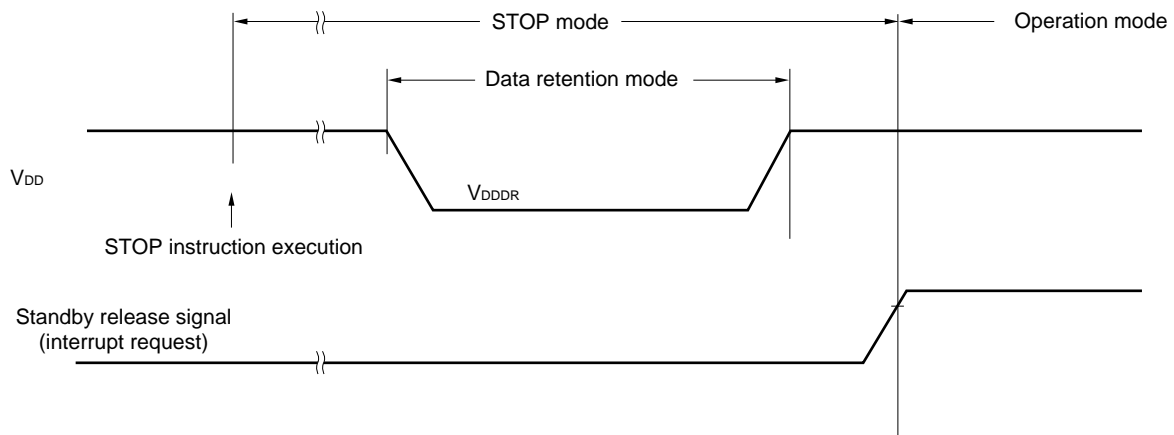 STOP mode
Operation mode
Data retention mode
VDD
VDDDR
STOP instruction execution
Standby release signal
(interrupt request)